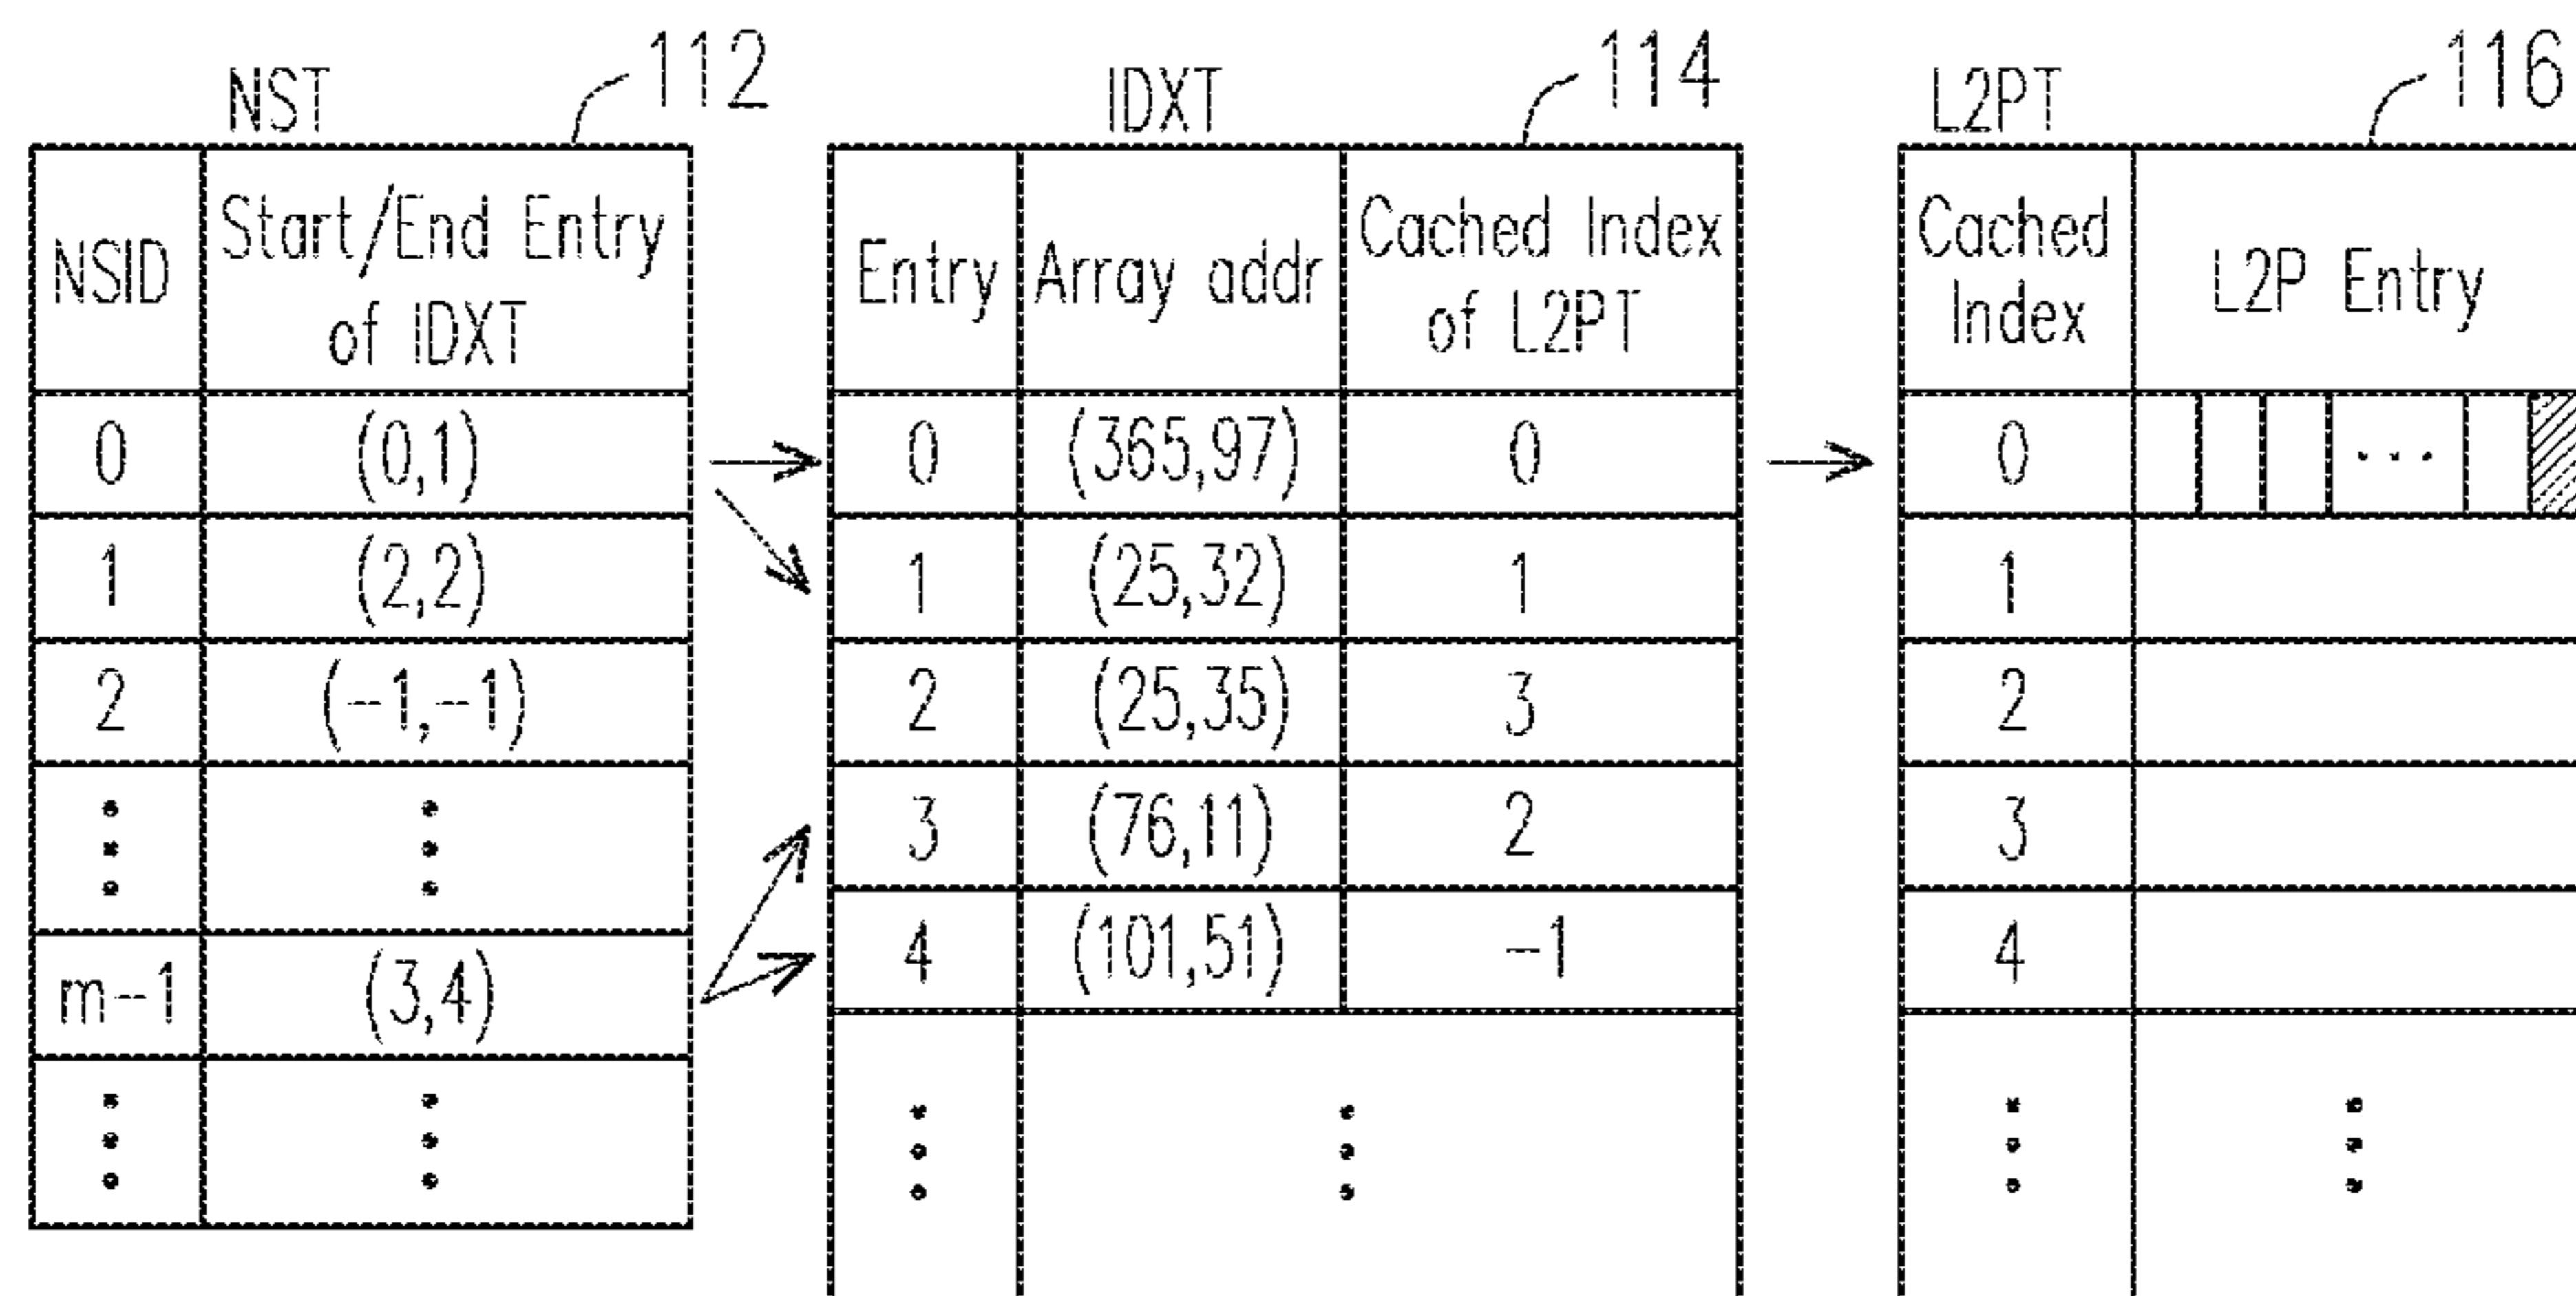 NST 112
NSID Start/End Entry of IDXT
0 (0,1)
1 (2,2)
2 (-1,-1)
m-1 (3,4)
IDXT 114
Entry Array addr Cached Index of L2PT
0 (365,97) 0
1 (25,32) 1
2 (25,35) 3
3 (76,11) 2
4 (101,51) -1
L2PT 116
Cached Index L2P Entry
0 ...
1
2
3
4